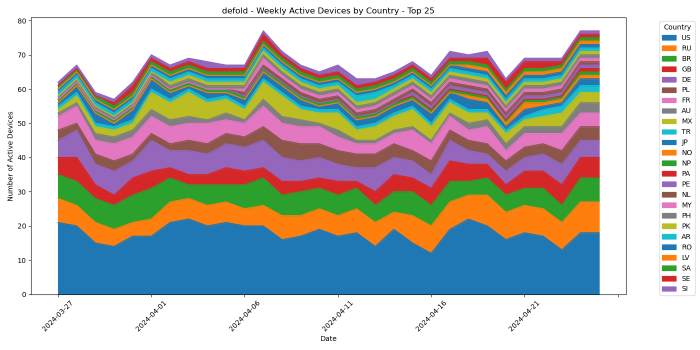 defold - Weekly Active Devices by Country - Top 25
Number of Active Devices
80
70
60
50
40
30
20
10
0
2024-03-27
2024-04-01
2024-04-06
2024-04-11
2024-04-16
2024-04-21
Date
Country
US
RU
BR
GB
DE
PL
FR
AU
MX
TR
JP
NO
NP
PA
PE
NL
MY
PH
PK
AR
RO
LV
SA
SE
SI